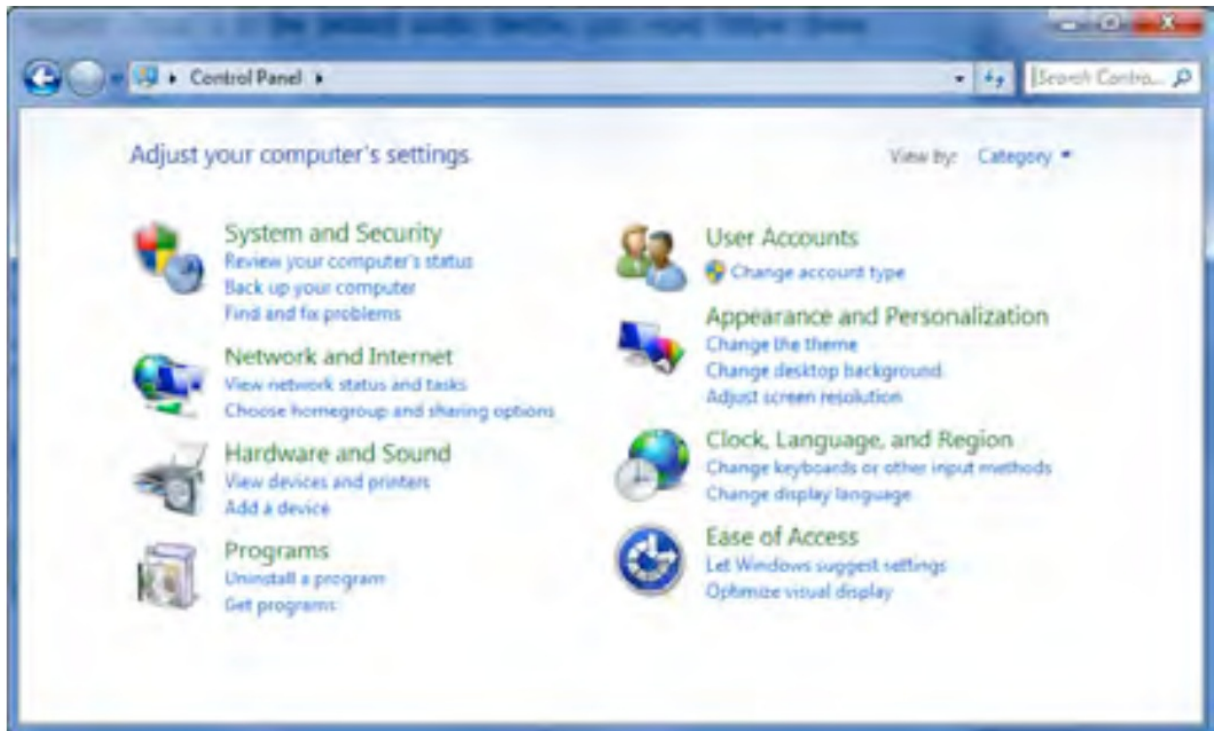 Control Panel
Adjust your computer's settings
View by: Category
System and Security
Review your computer's status
Back up your computer
Find and fix problems
Network and Internet
View network status and tasks
Choose homegroup and sharing options
Hardware and Sound
View devices and printers
Add a device
Programs
Uninstall a program
Get programs
User Accounts
Change account type
Appearance and Personalization
Change the theme
Change desktop background
Adjust screen resolution
Clock, Language, and Region
Change keyboards or other input methods
Change display language
Ease of Access
Let Windows suggest settings
Optimize visual display